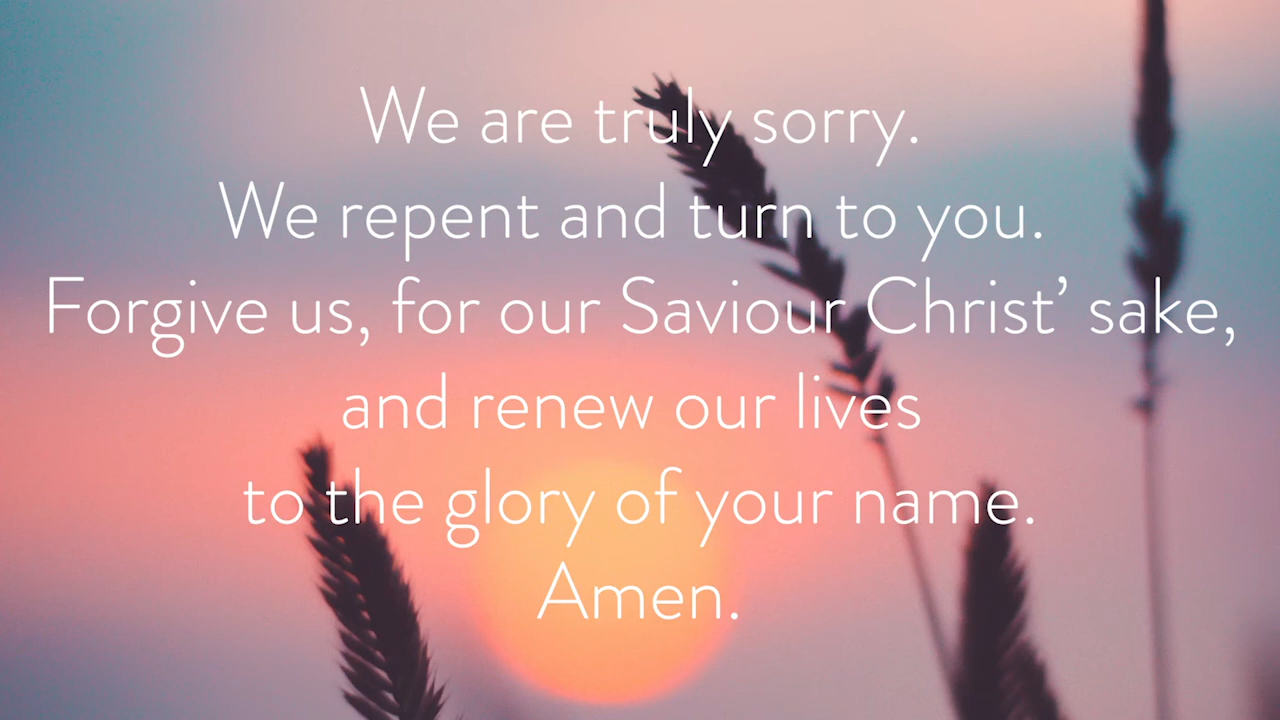 We are truly sorry.
We repent and turn to you.
Forgive us, for our Saviour Christ’ sake,
and renew our lives
to the glory of your name.
Amen.